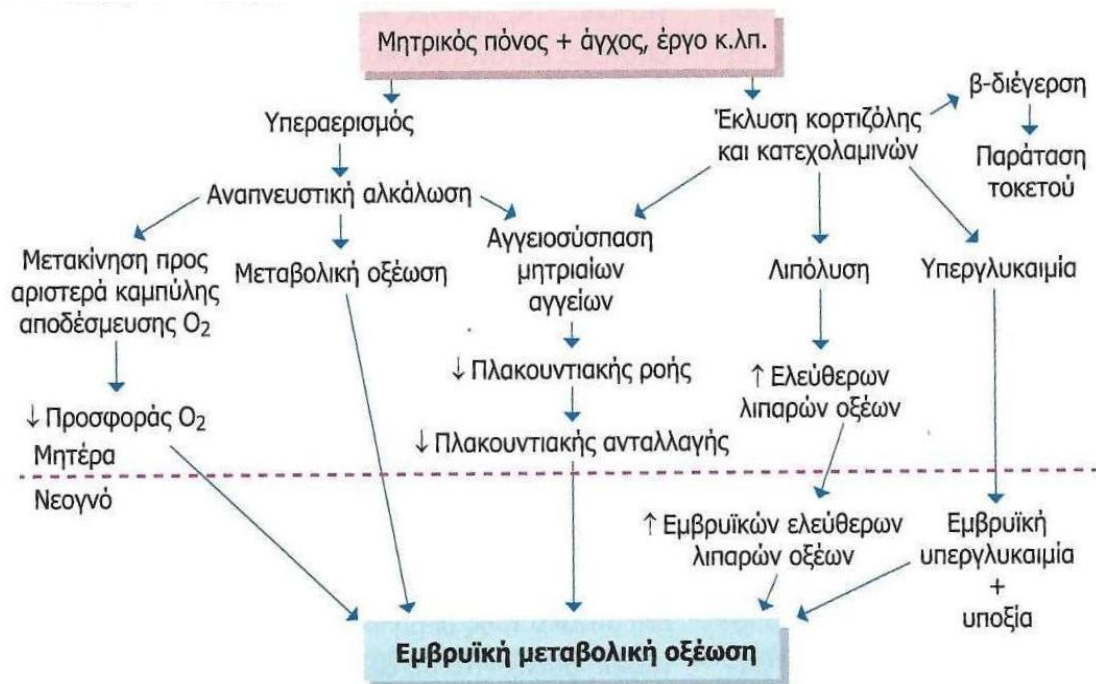 Μητρικός πόνος + άγχος, έργο κ.λπ.
Υπεραερισμός
Έκλυση κορτιζόλης
και κατεχολαμινών
β-διέγερση
Παράταση
τοκετού
Αναπνευστική αλκάλωση
Μετακίνηση προς
αριστερά καμπύλης
αποδέσμευσης O₂
Μεταβολική οξέωση
Αγγειοσύσπαση
μητριαίων
αγγείων
Λιπόλυση
Υπεργλυκαιμία
↓ Πλακουντιακής ροής
↑ Ελεύθερων
λιπαρών οξέων
↓ Προσφοράς O₂
↓ Πλακουντιακής ανταλλαγής
Μητέρα
Νεογνό
↑ Εμβρυϊκών ελεύθερων
λιπαρών οξέων
Εμβρυϊκή
υπεργλυκαιμία
+
υποξία
Εμβρυϊκή μεταβολική οξέωση